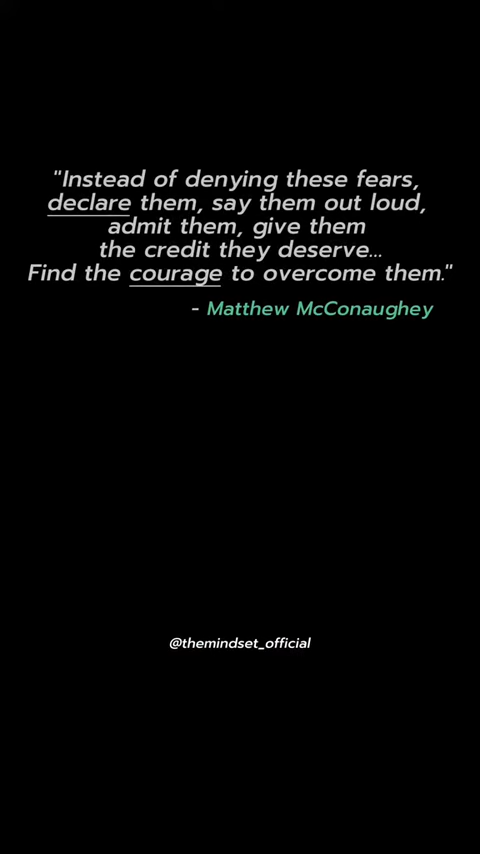 "Instead of denying these fears,
declare them, say them out loud,
admit them, give them
the credit they deserve...
Find the courage to overcome them."
- Matthew McConaughey
@themindset_official